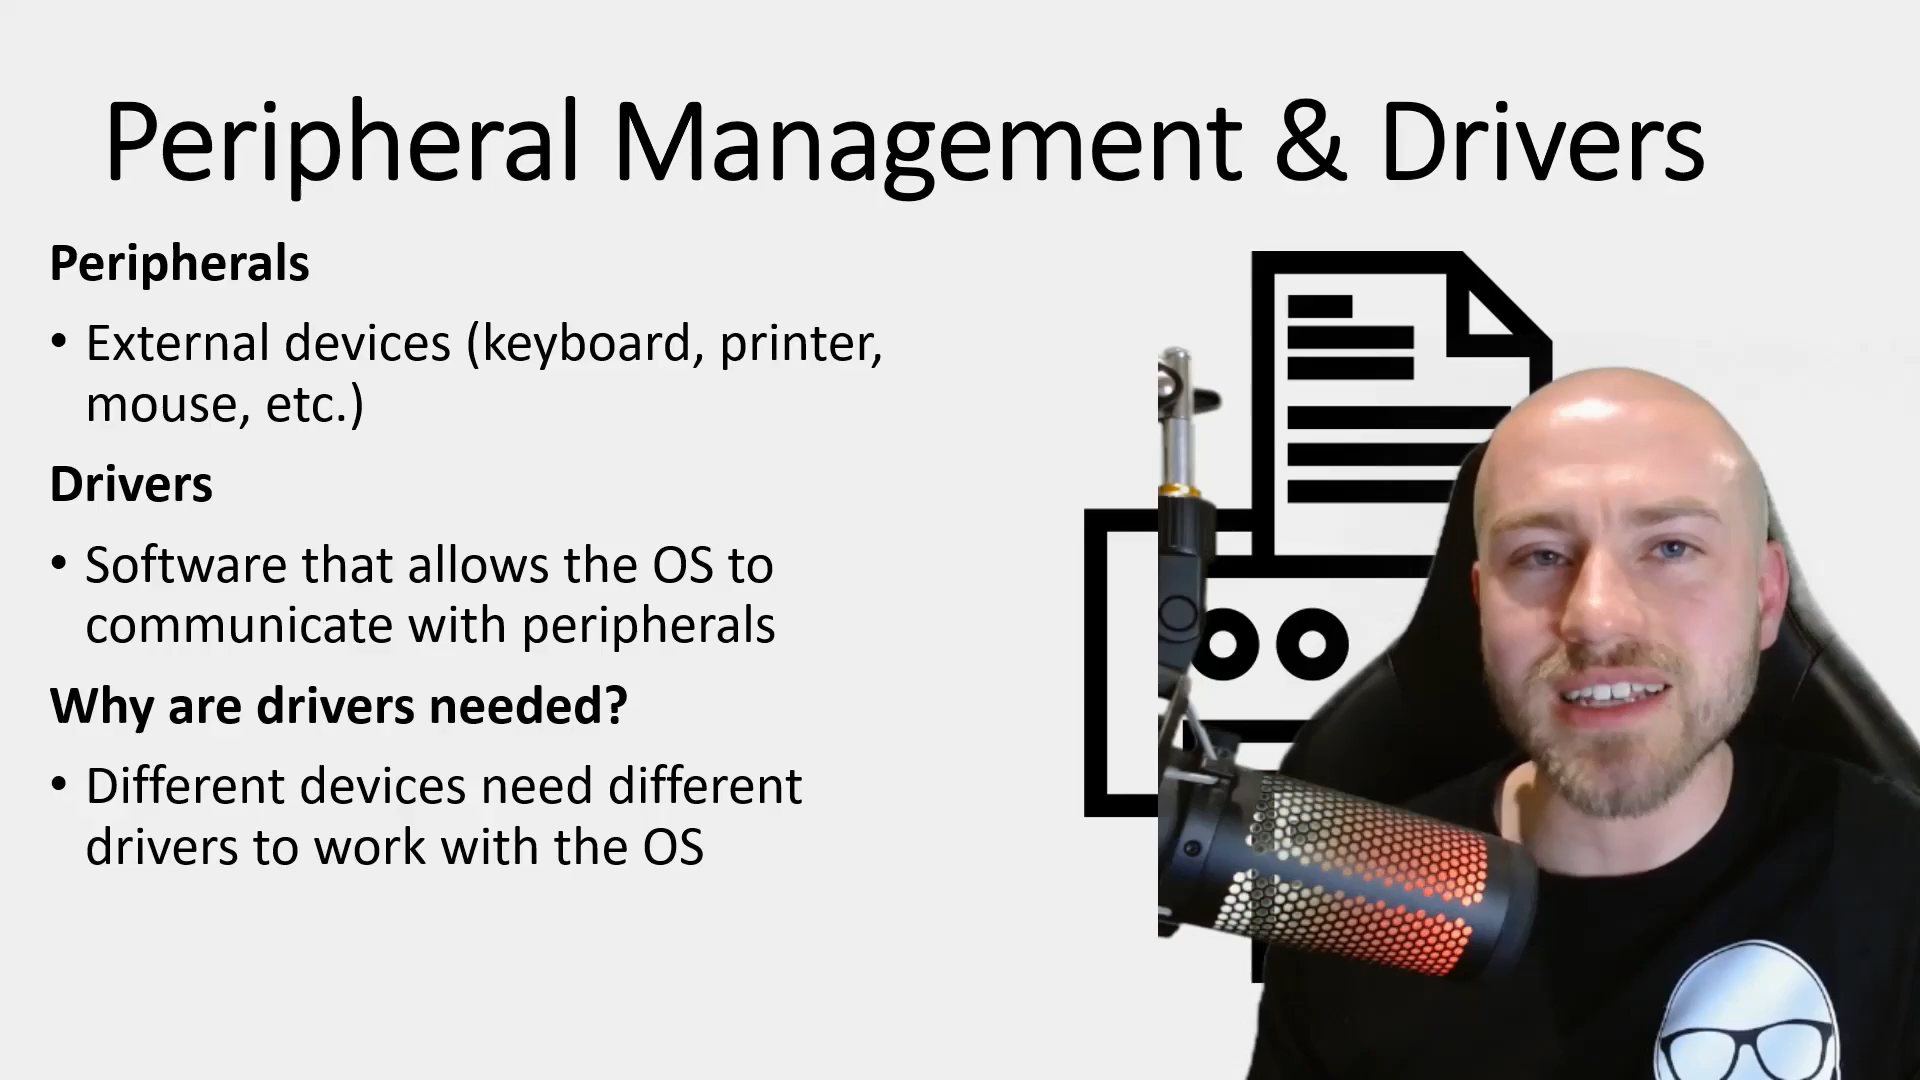 Peripheral Management & Drivers
Peripherals
• External devices (keyboard, printer,
mouse, etc.)
Drivers
• Software that allows the OS to
communicate with peripherals
Why are drivers needed?
• Different devices need different
drivers to work with the OS